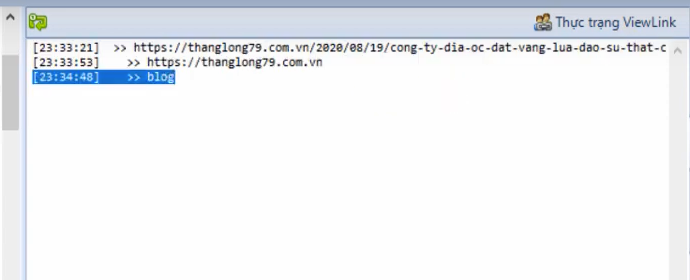 Thực trạng ViewLink
[23:33:21] >> https://thanglong79.com.vn/2020/08/19/cong-ty-dia-oc-dat-vang-lua-dao-su-that-c
[23:33:53] >> https://thanglong79.com.vn
[23:34:48] >> blog